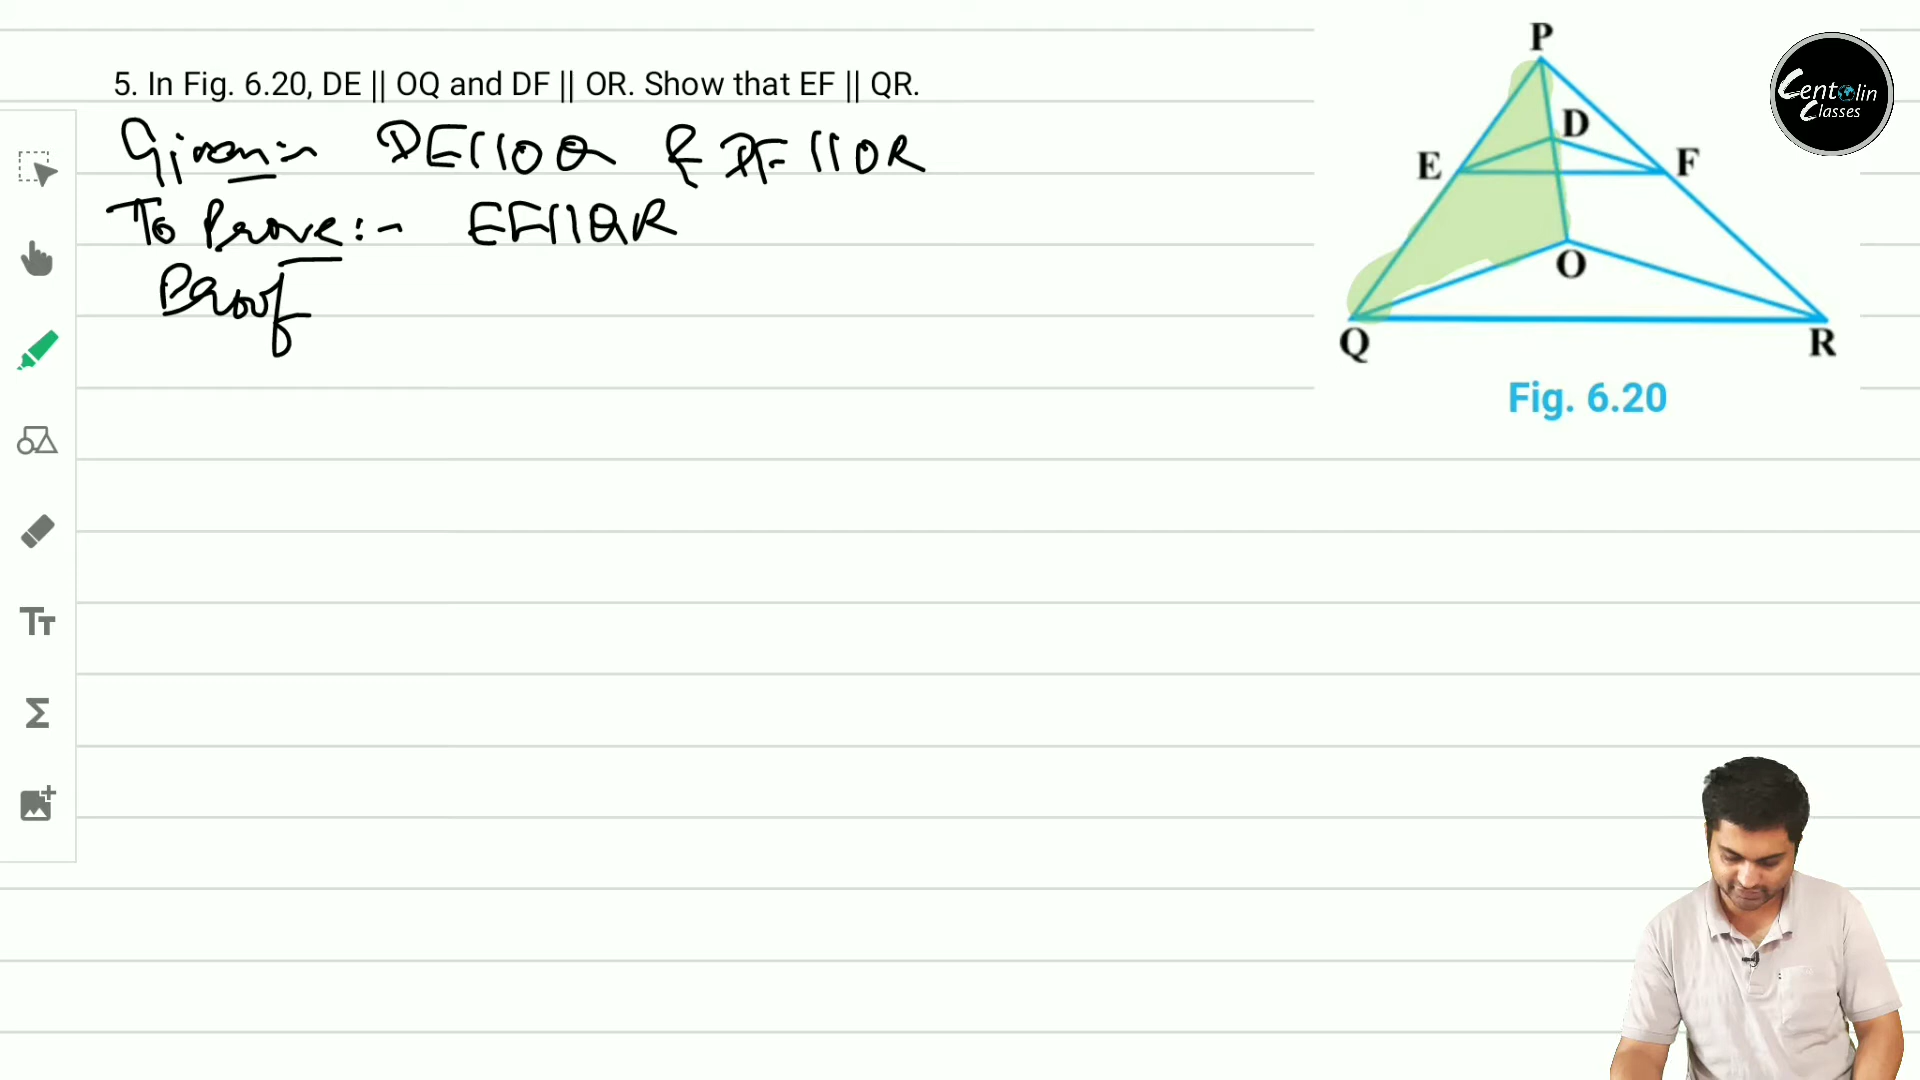 5. In Fig. 6.20, DE || OQ and DF || OR. Show that EF || QR.
Given:- DE||OQ & DF||OR
To Prove:- EF||QR
Proof
P
D
E
F
O
Q
R
Fig. 6.20
Centolin
Classes
Tт
Σ